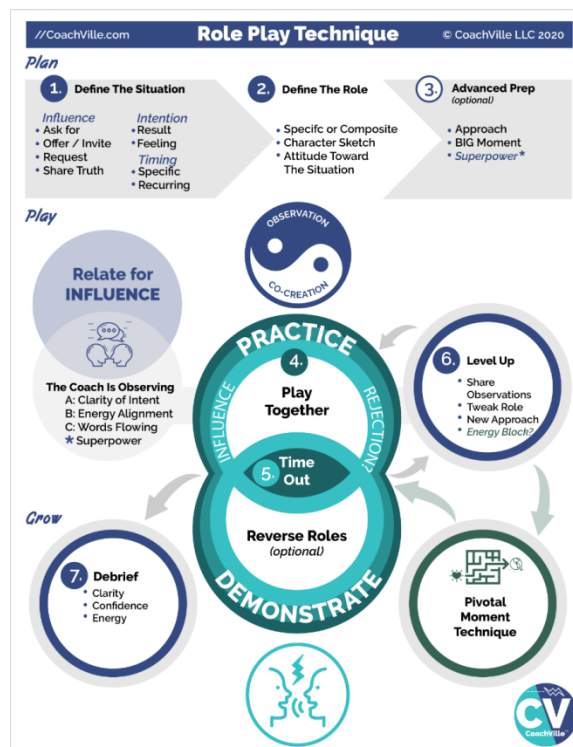 //CoachVille.com
Role Play Technique
© CoachVille LLC 2020
Plan
1. Define The Situation
Influence
• Ask for
• Offer / Invite
• Request
• Share Truth
Intention
• Result
• Feeling
Timing
• Specific
• Recurring
2. Define The Role
• Specifc or Composite
• Character Sketch
• Attitude Toward
The Situation
3. Advanced Prep
(optional)
• Approach
• BIG Moment
• Superpower*
Play
OBSERVATION
CO-CREATION
Relate for
INFLUENCE
The Coach Is Observing
A: Clarity of Intent
B: Energy Alignment
C: Words Flowing
* Superpower
PRACTICE
4.
Play
Together
INFLUENCE
REJECTION?
5. Time
Out
Reverse Roles
(optional)
DEMONSTRATE
6. Level Up
• Share
Observations
• Tweak Role
• New Approach
• Energy Block?
Grow
7. Debrief
• Clarity
• Confidence
• Energy
Pivotal
Moment
Technique
CV
CoachVille